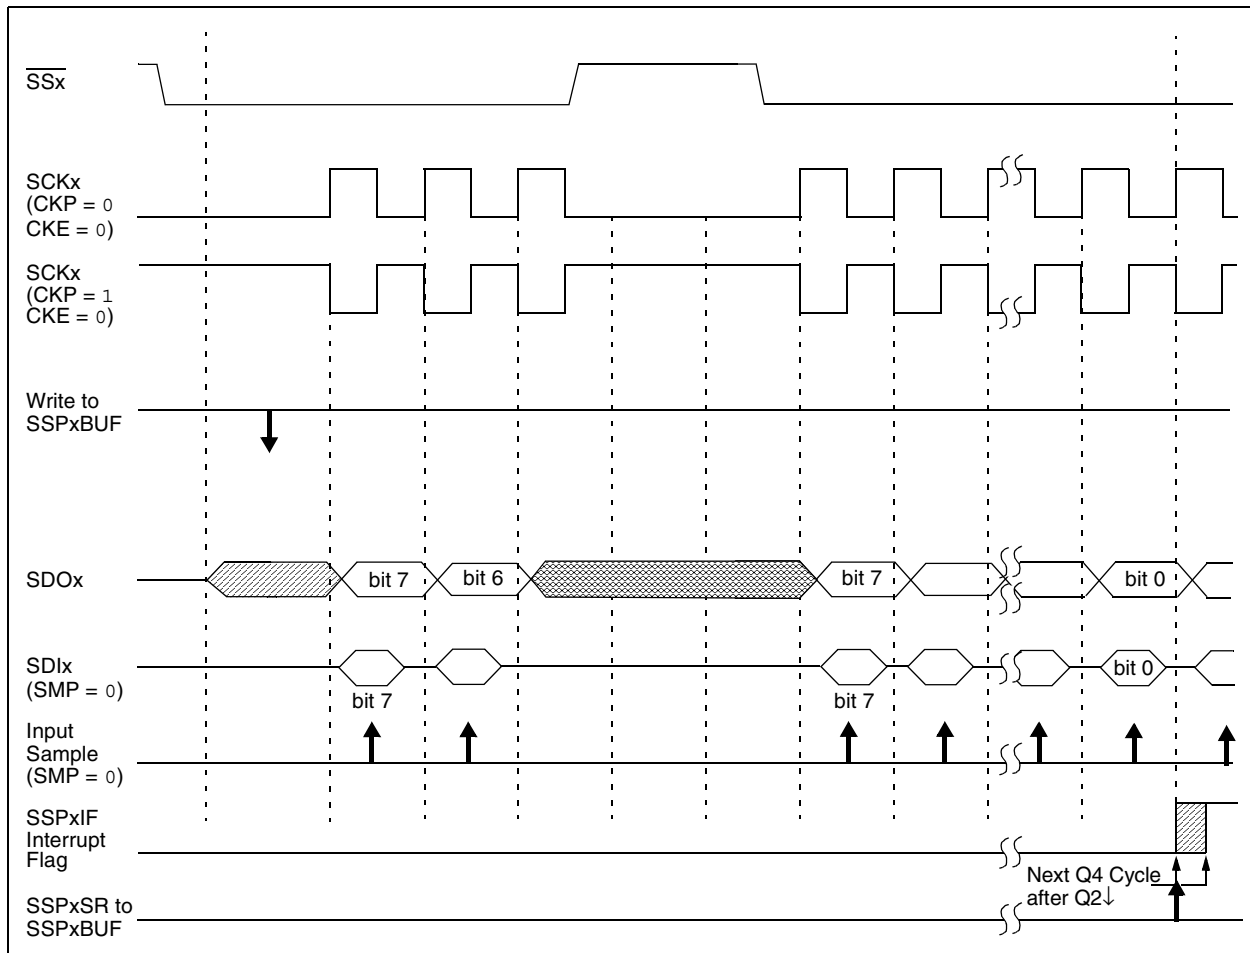 SSx
SCKx
(CKP = 0
CKE = 0)
SCKx
(CKP = 1
CKE = 0)
Write to
SSPxBUF
SDOx
bit 7
bit 6
bit 7
bit 0
SDIx
(SMP = 0)
bit 7
bit 7
bit 0
Input
Sample
(SMP = 0)
SSPxIF
Interrupt
Flag
Next Q4 Cycle
after Q2↓
SSPxSR to
SSPxBUF